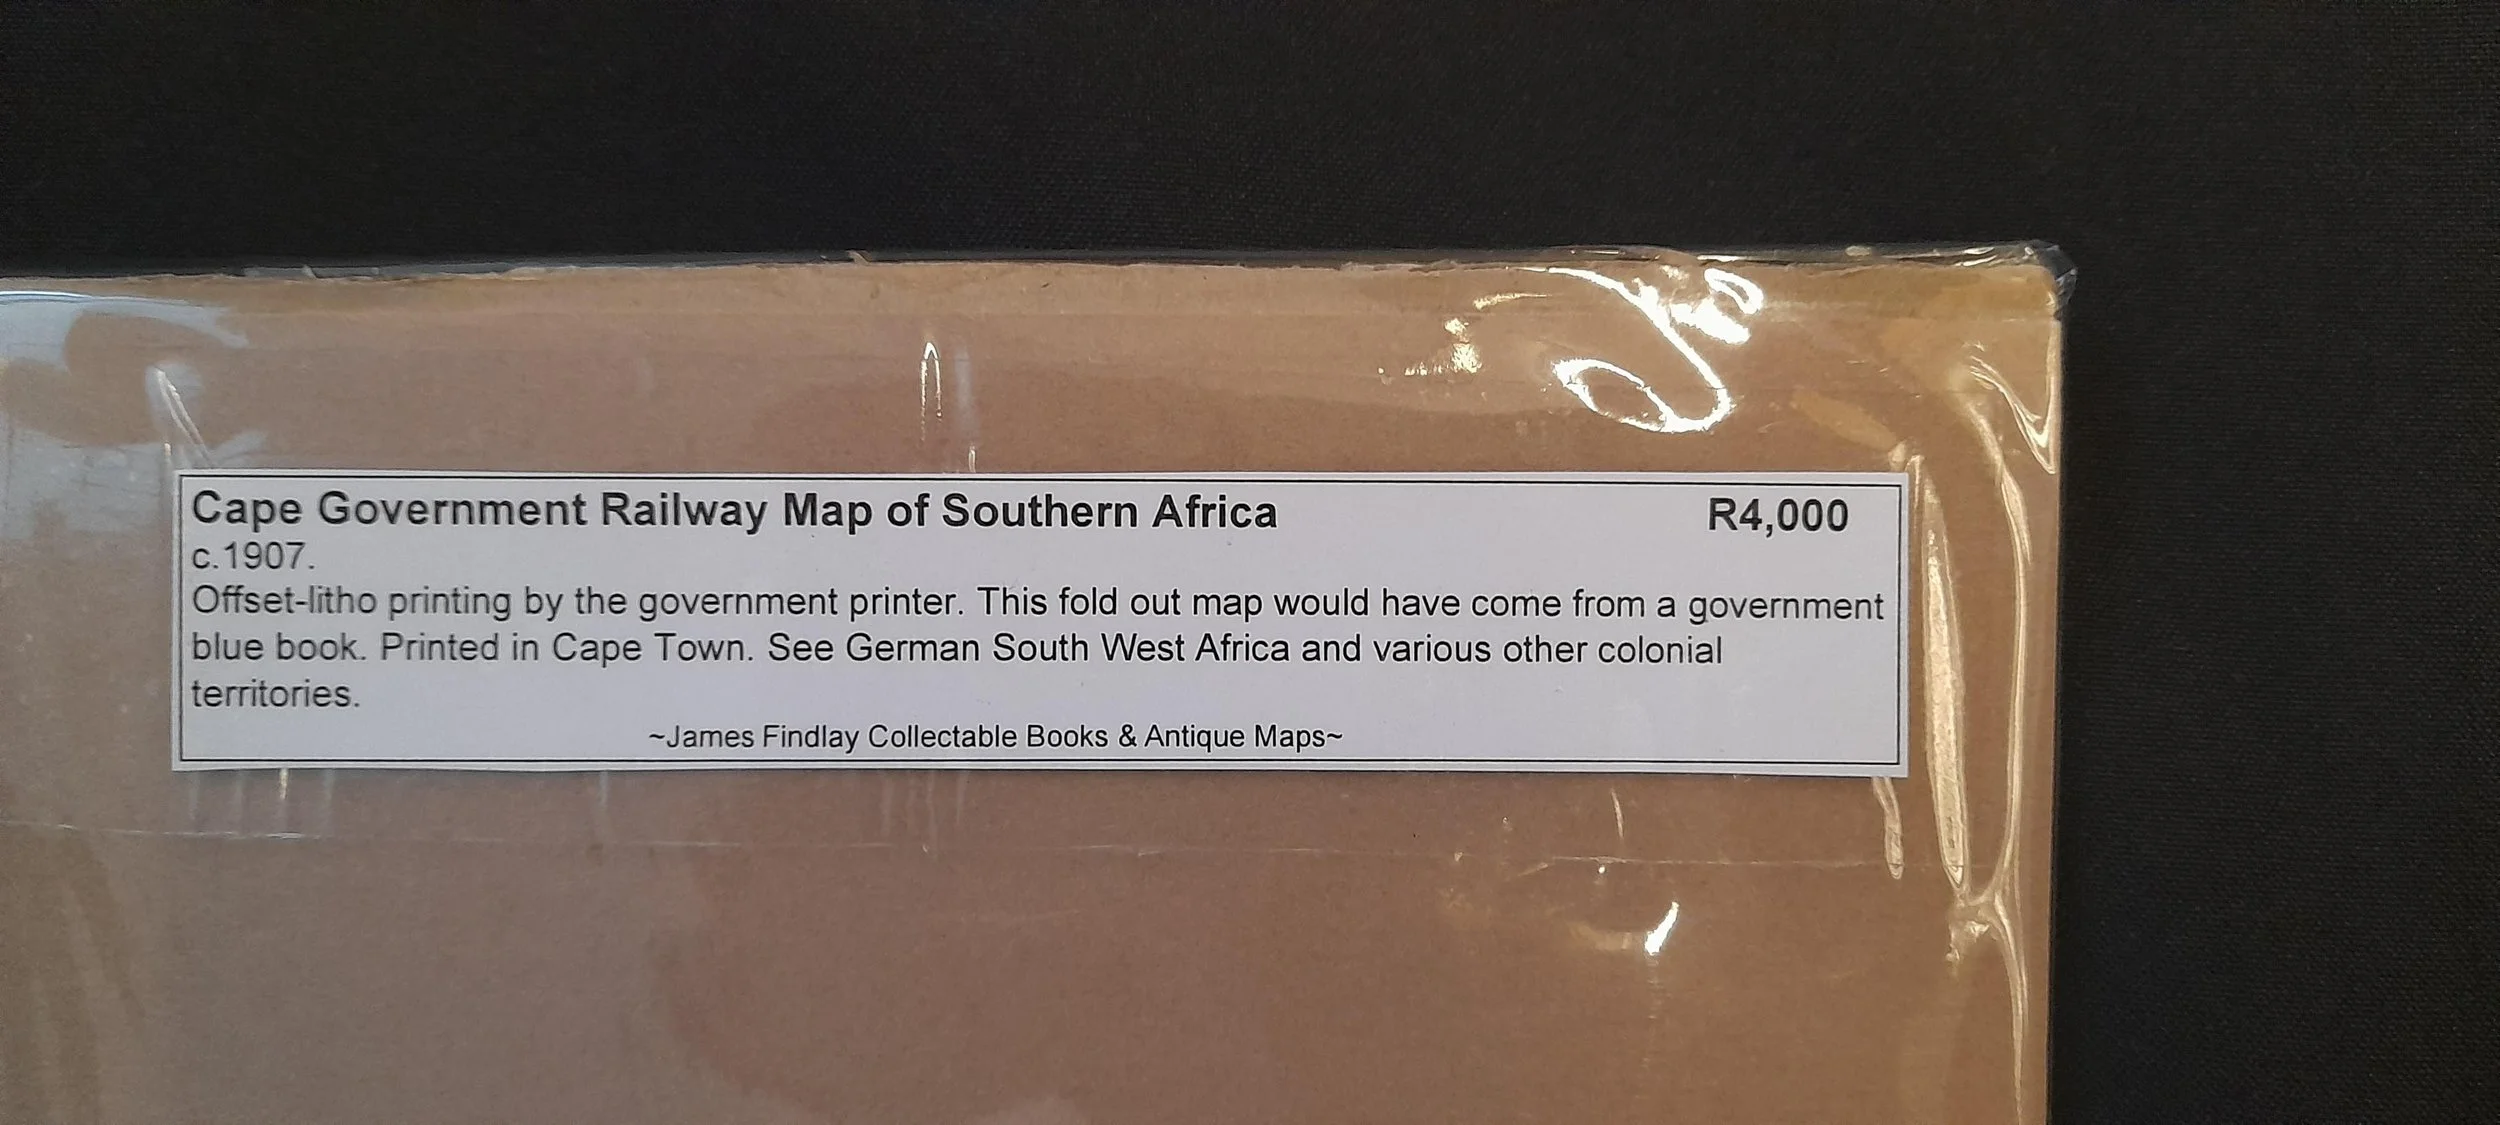 Cape Government Railway Map of Southern Africa R4,000
c.1907.
Offset-litho printing by the government printer. This fold out map would have come from a government
blue book. Printed in Cape Town. See German South West Africa and various other colonial
territories.
~James Findlay Collectable Books & Antique Maps~